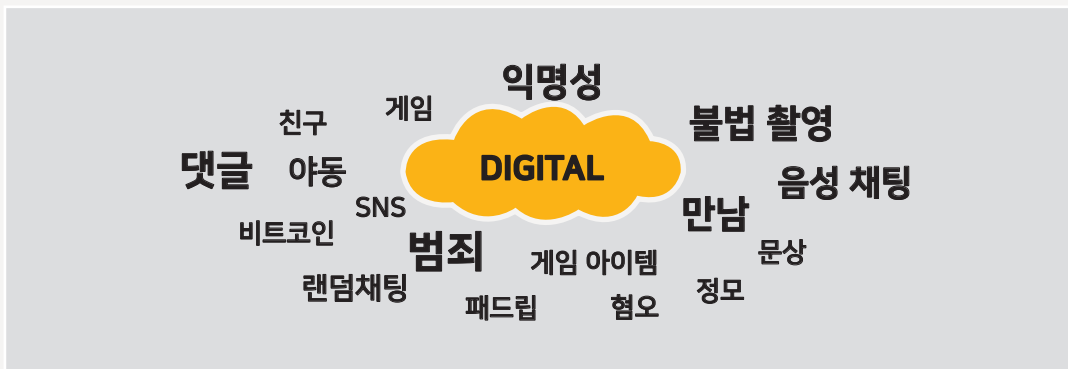 익명성
친구
게임
불법 촬영
댓글
야동
DIGITAL
음성 채팅
SNS
만남
비트코인
범죄
게임 아이템
문상
랜덤채팅
패드립
혐오
정모